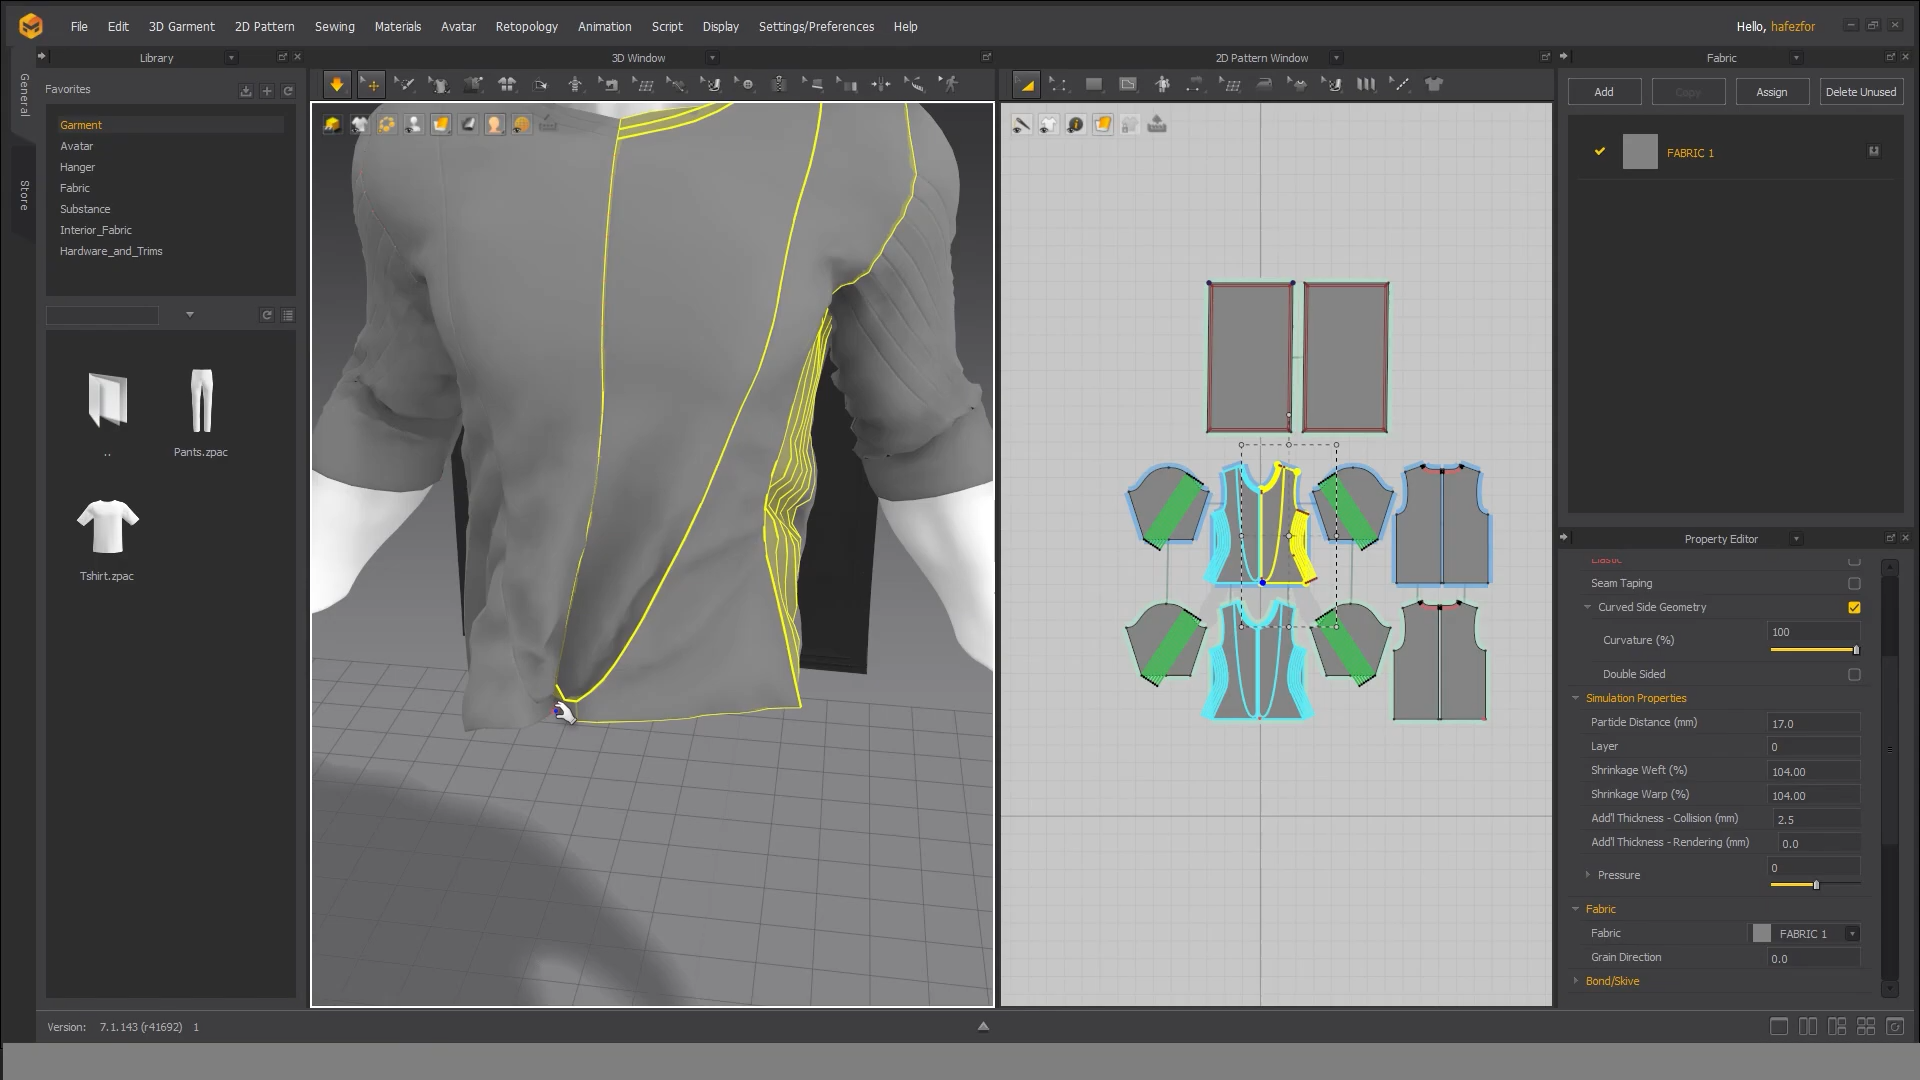 File Edit 3D Garment 2D Pattern Sewing Materials Avatar Retopology Animation Script Display Settings/Preferences Help
Hello, hafezfor
Library
3D Window
2D Pattern Window
Fabric
General
Store
Favorites
Garment
Avatar
Hanger
Fabric
Substance
Interior_Fabric
Hardware_and_Trims
..
Pants.zpac
Tshirt.zpac
Add Copy Assign Delete Unused
FABRIC 1
Property Editor
Elastic
Seam Taping
Curved Side Geometry
Curvature (%) 100
Double Sided
Simulation Properties
Particle Distance (mm) 17.0
Layer 0
Shrinkage Weft (%) 104.00
Shrinkage Warp (%) 104.00
Add'l Thickness - Collision (mm) 2.5
Add'l Thickness - Rendering (mm) 0.0
Pressure 0
Fabric
Fabric FABRIC 1
Grain Direction 0.0
Bond/Skive
Version: 7.1.143 (r41692) 1